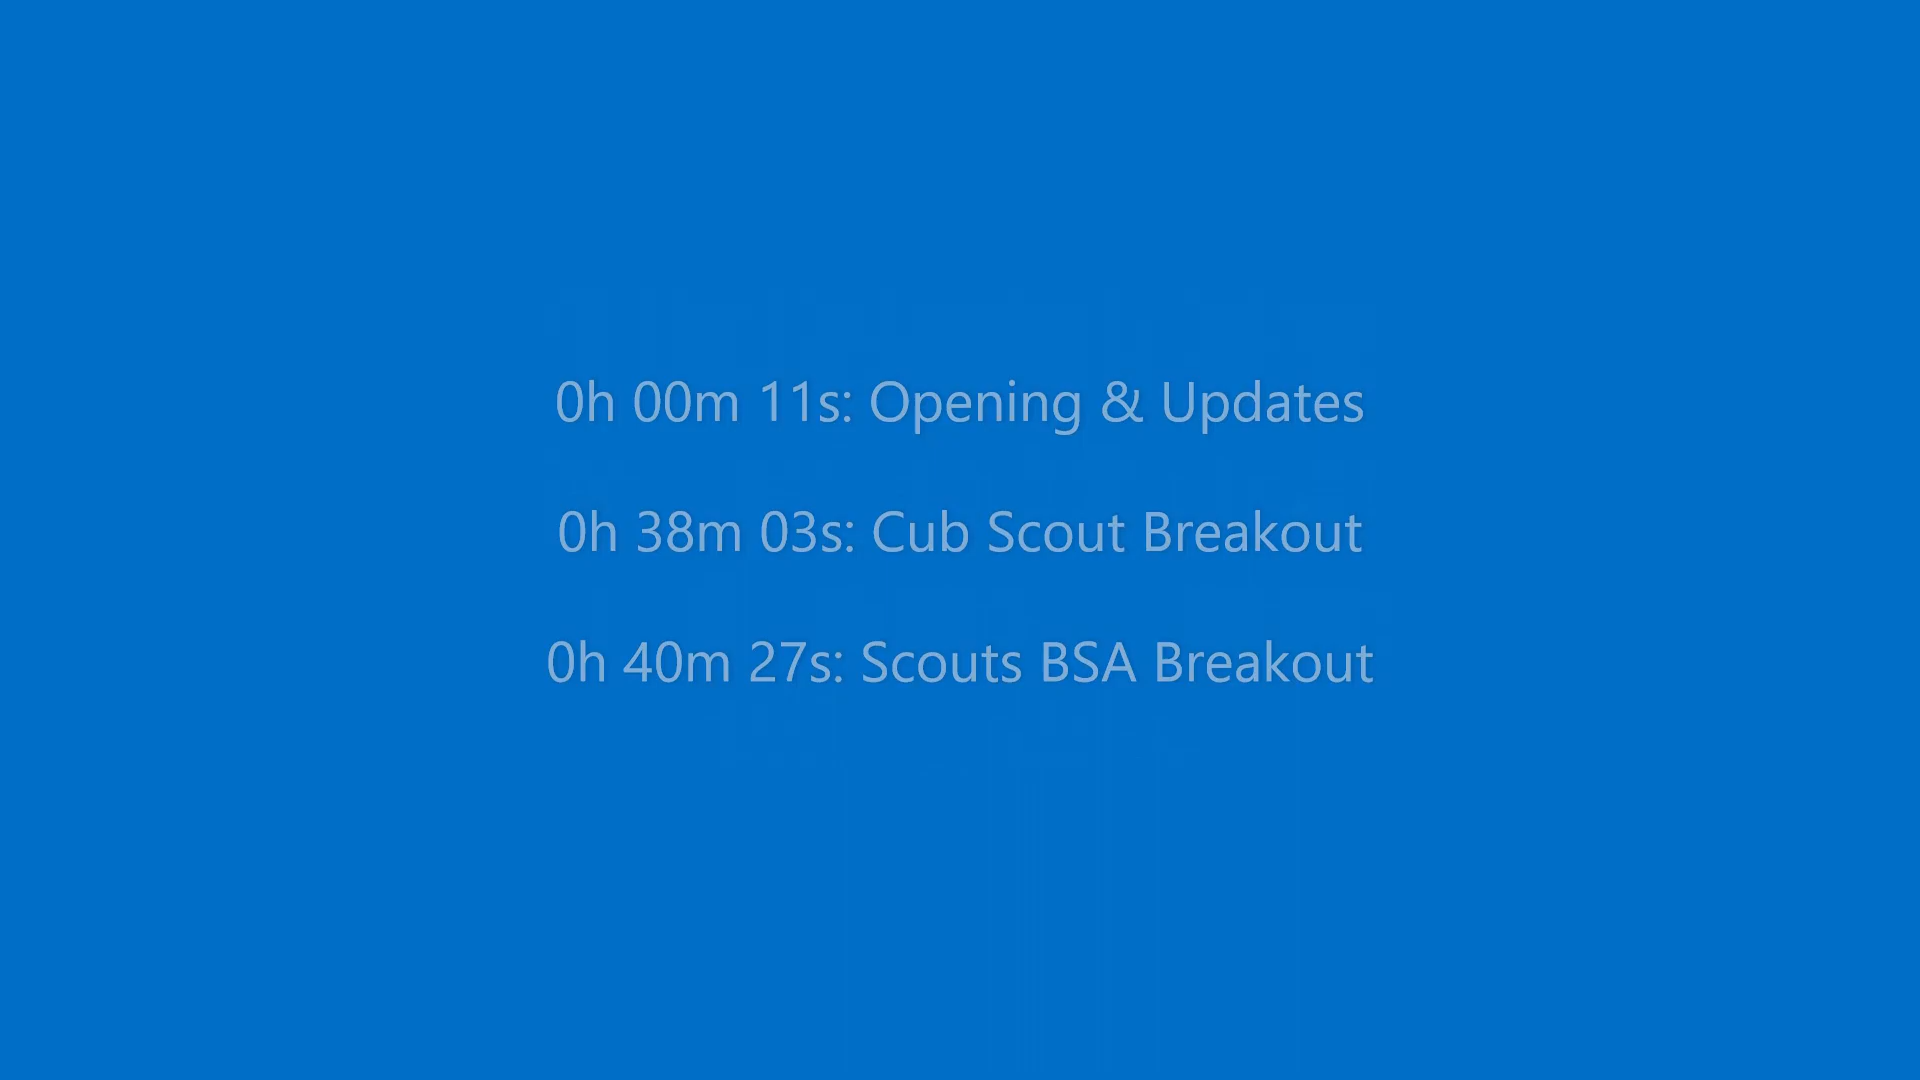 0h 00m 11s: Opening & Updates
0h 38m 03s: Cub Scout Breakout
0h 40m 27s: Scouts BSA Breakout